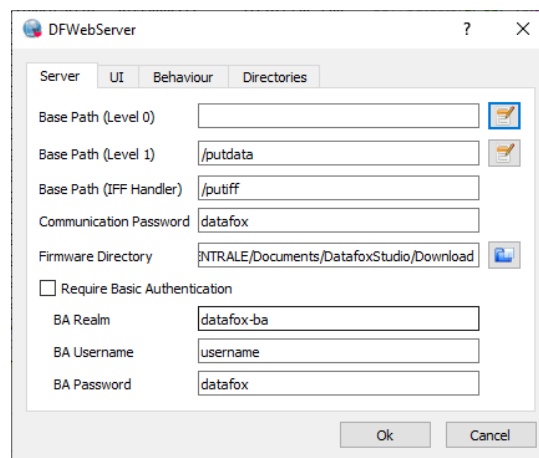 DFWebServer ?
Server UI Behaviour Directories
Base Path (Level 0)
Base Path (Level 1) /putdata
Base Path (IFF Handler) /putiff
Communication Password datafox
Firmware Directory ENTRALE/Documents/DatafoxStudio/Download
Require Basic Authentication
BA Realm datafox-ba
BA Username username
BA Password datafox
Ok Cancel